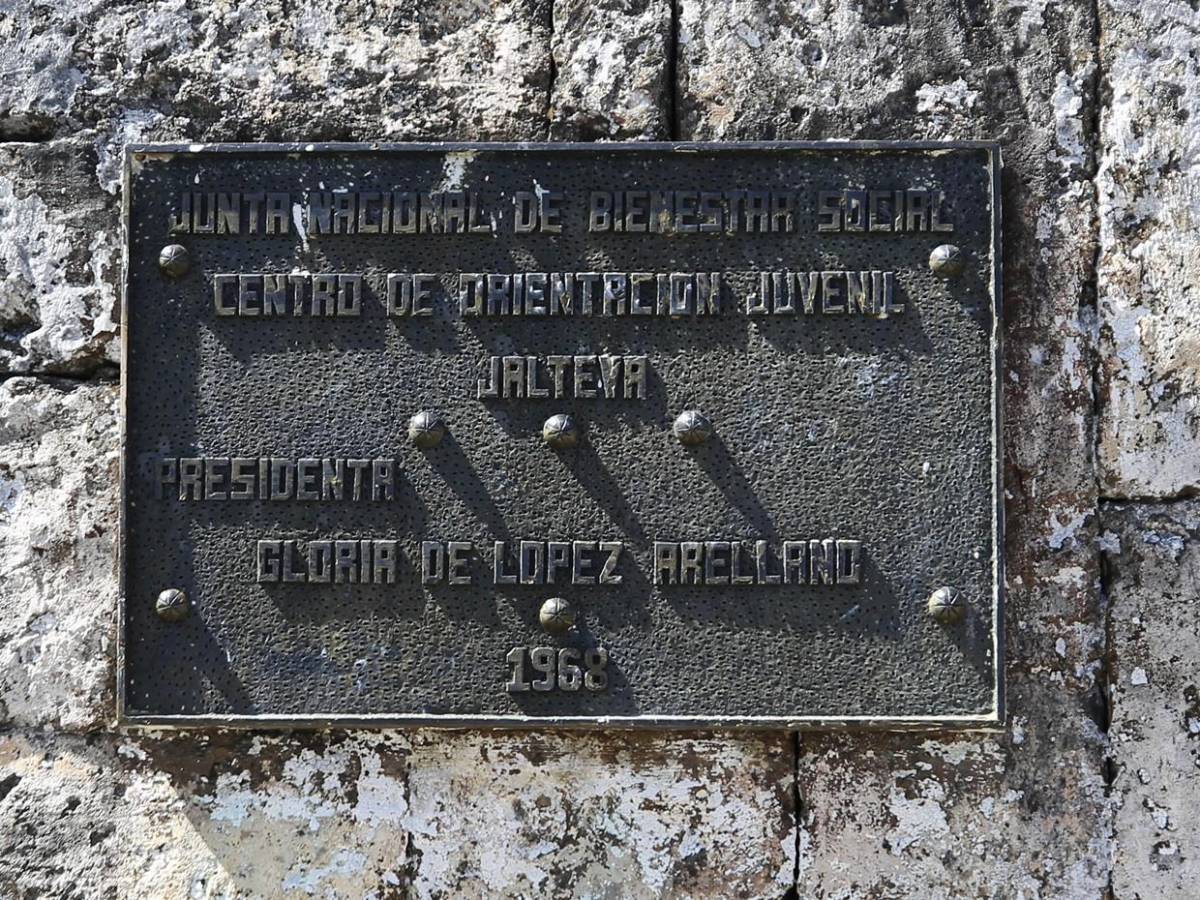 JUNTA NACIONAL DE BIENESTAR SOCIAL
CENTRO DE ORIENTACION JUVENIL
JALTEVA
PRESIDENTA
GLORIA DE LOPEZ ARELLANO
1968